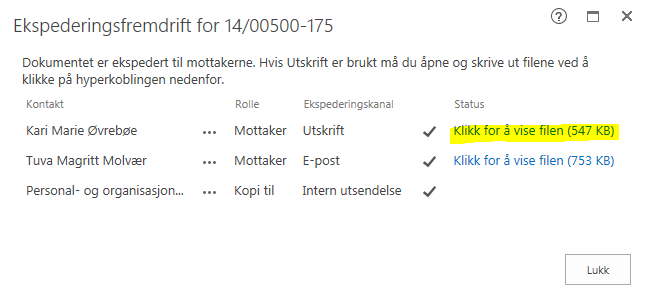 Ekspederingsfremdrift for 14/00500-175
Dokumentet er ekspedert til mottakerne. Hvis Utskrift er brukt må du åpne og skrive ut filene ved å
klikke på hyperkoblingen nedenfor.
Kontakt Rolle Ekspederingskanal Status
Kari Marie Øvrebøe ... Mottaker Utskrift ✓ Klikk for å vise filen (547 KB)
Tuva Magritt Molvær ... Mottaker E-post ✓ Klikk for å vise filen (753 KB)
Personal- og organisasjon... ... Kopi til Intern utsendelse ✓
Lukk